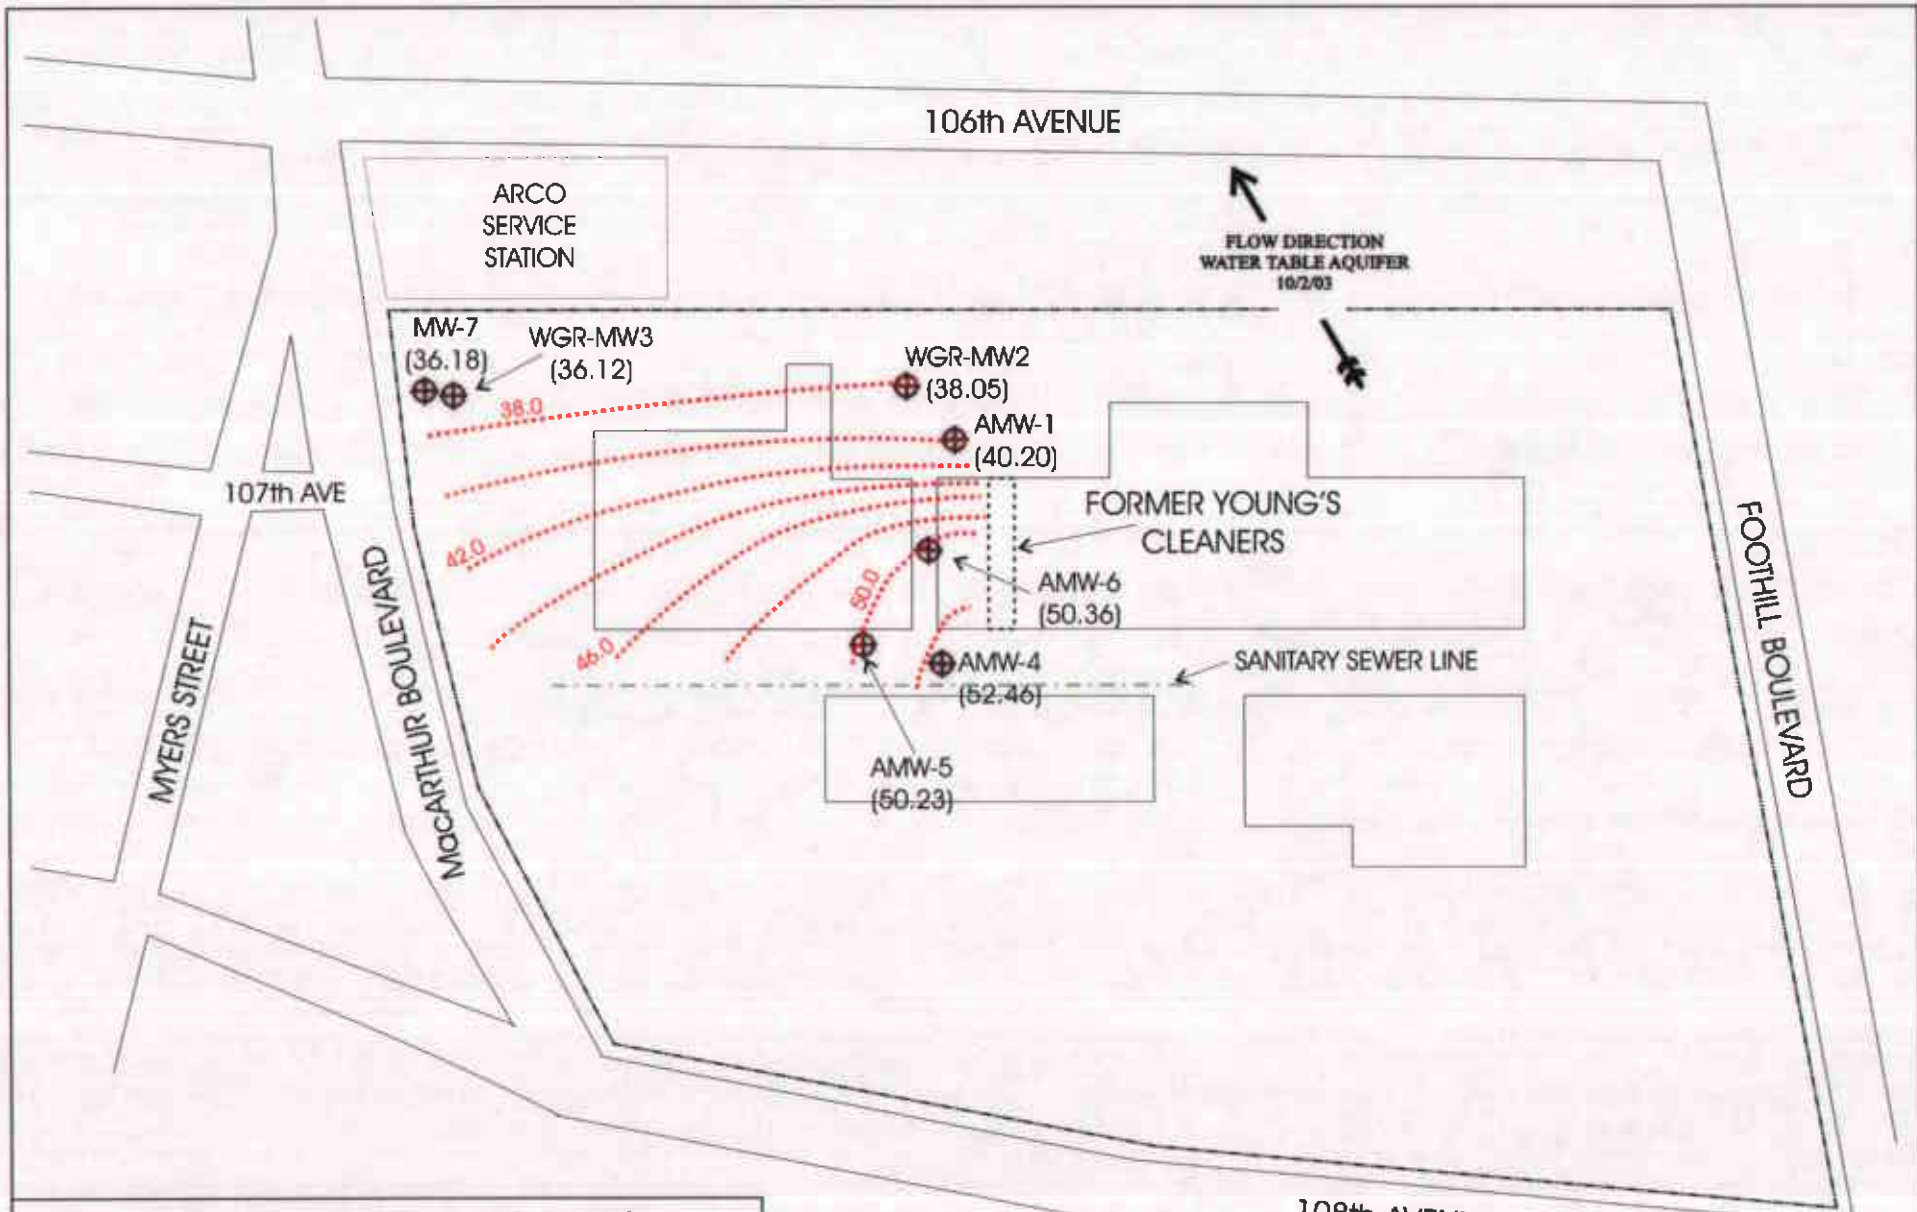 106th AVENUE
ARCO
SERVICE
STATION
FLOW DIRECTION
WATER TABLE AQUIFER
10/2/03
MW-7
(36.18)
WGR-MW3
(36.12)
WGR-MW2
(38.05)
38.0
AMW-1
(40.20)
107th AVE
FORMER YOUNG'S
CLEANERS
42.0
50.0
AMW-6
(50.36)
46.0
AMW-4
(52.46)
SANITARY SEWER LINE
AMW-5
(50.23)
MYERS STREET
MacARTHUR BOULEVARD
FOOTHILL BOULEVARD
108th